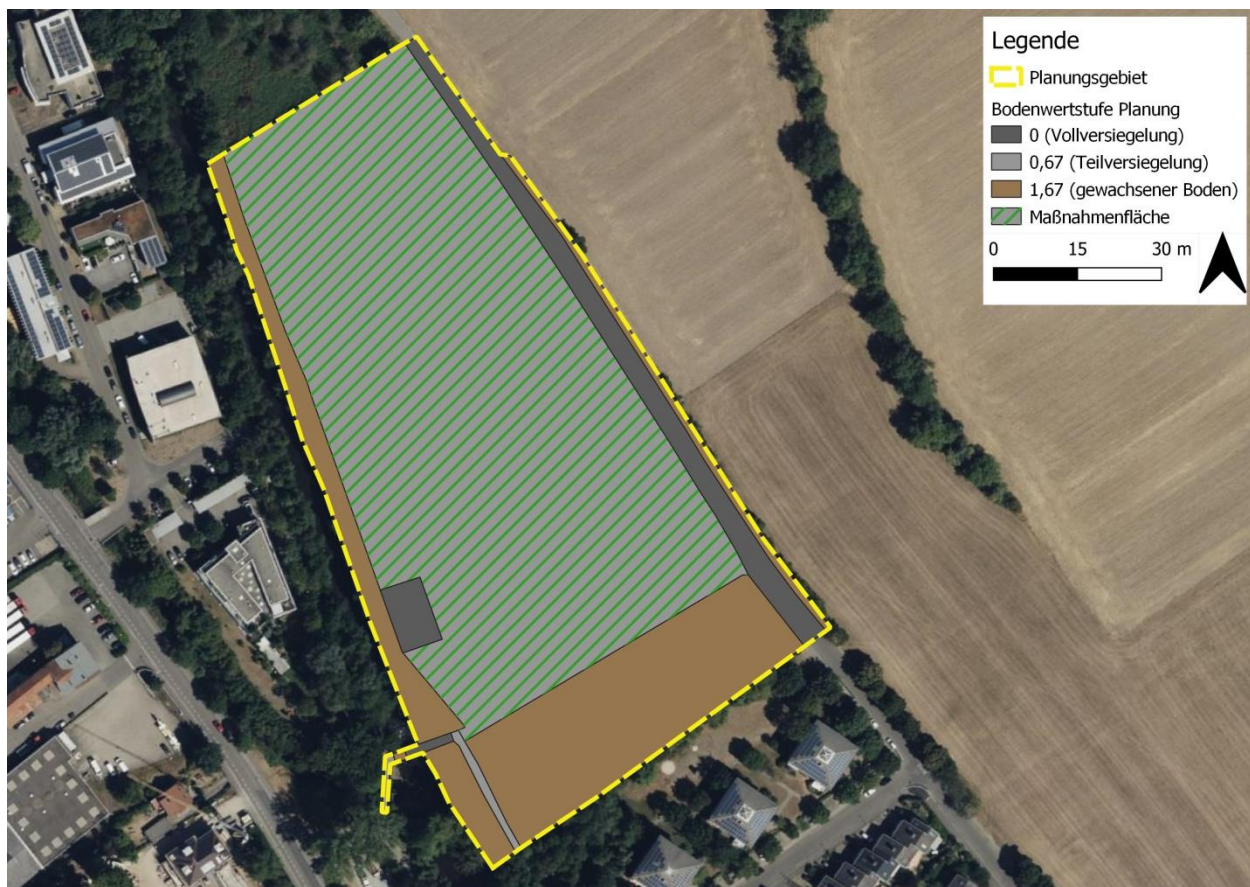 Legende
Planungsgebiet
Bodenwertstufe Planung
0 (Vollversiegelung)
0,67 (Teilversiegelung)
1,67 (gewachsener Boden)
Maßnahmenfläche
0 15 30 m